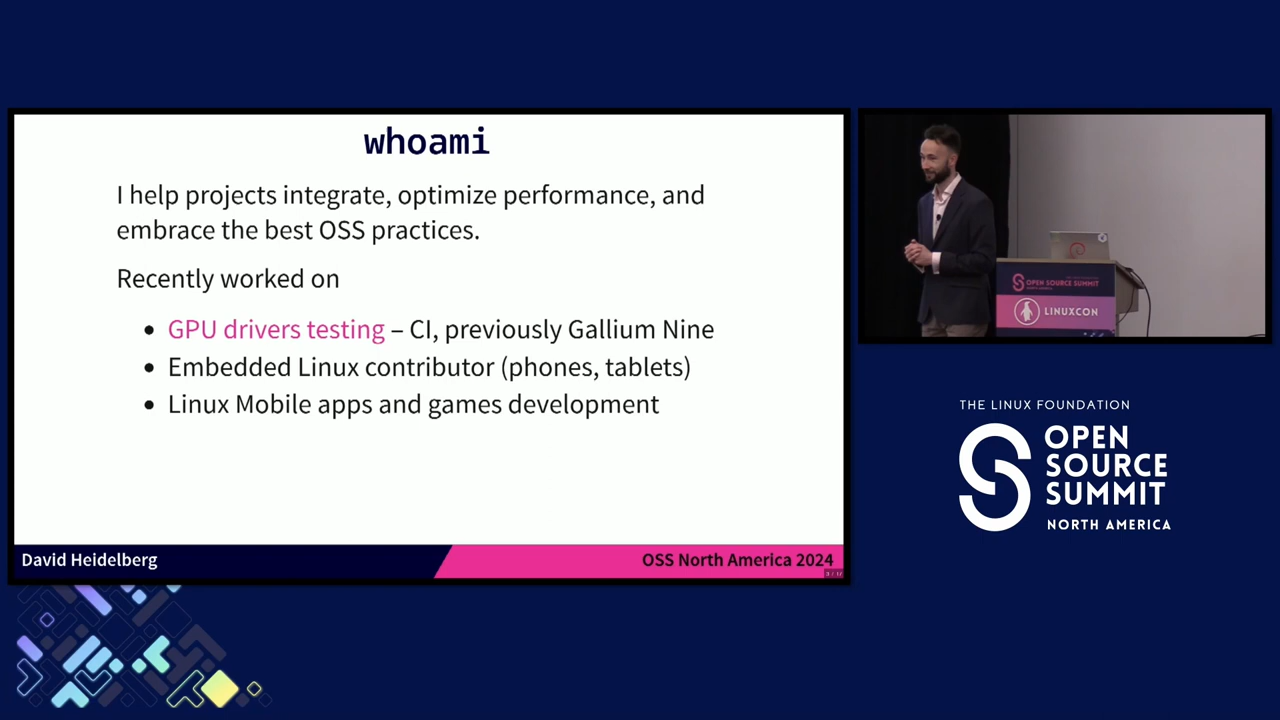 whoami
I help projects integrate, optimize performance, and
embrace the best OSS practices.
Recently worked on
• GPU drivers testing – CI, previously Gallium Nine
• Embedded Linux contributor (phones, tablets)
• Linux Mobile apps and games development
David Heidelberg
OSS North America 2024
OPEN SOURCE SUMMIT
LINUXCON
THE LINUX FOUNDATION
OPEN
SOURCE
SUMMIT
NORTH AMERICA